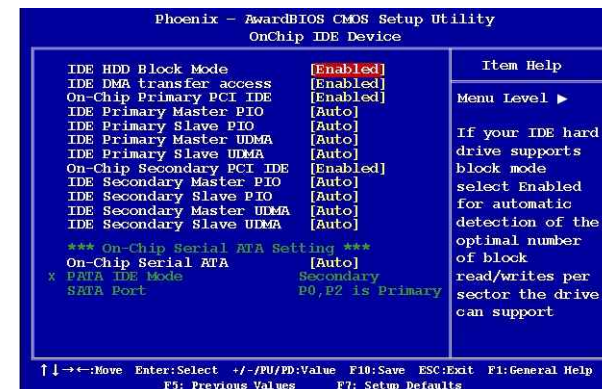 Phoenix - AwardBIOS CMOS Setup Utility
OnChip IDE Device
IDE HDD Block Mode [Enabled]
IDE DMA transfer access [Enabled]
On-Chip Primary PCI IDE [Enabled]
IDE Primary Master PIO [Auto]
IDE Primary Slave PIO [Auto]
IDE Primary Master UDMA [Auto]
IDE Primary Slave UDMA [Auto]
On-Chip Secondary PCI IDE [Enabled]
IDE Secondary Master PIO [Auto]
IDE Secondary Slave PIO [Auto]
IDE Secondary Master UDMA [Auto]
IDE Secondary Slave UDMA [Auto]
*** On-Chip Serial ATA Setting ***
On-Chip Serial ATA [Auto]
x PATA IDE Mode Secondary
SATA Port P0,P2 is Primary
Item Help
Menu Level ▶
If your IDE hard
drive supports
block mode
select Enabled
for automatic
detection of the
optimal number
of block
read/writes per
sector the drive
can support
↑↓→←:Move Enter:Select +/-/PU/PD:Value F10:Save ESC:Exit F1:General Help
F5: Previous Values F7: Setup Defaults